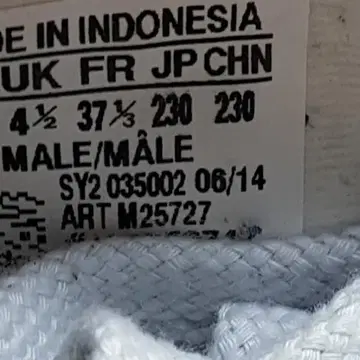 DE IN INDONESIA
UK FR JP CHN
4½ 37⅓ 230 230
MALE/MÂLE
SY2 035002 06/14
ART M25727